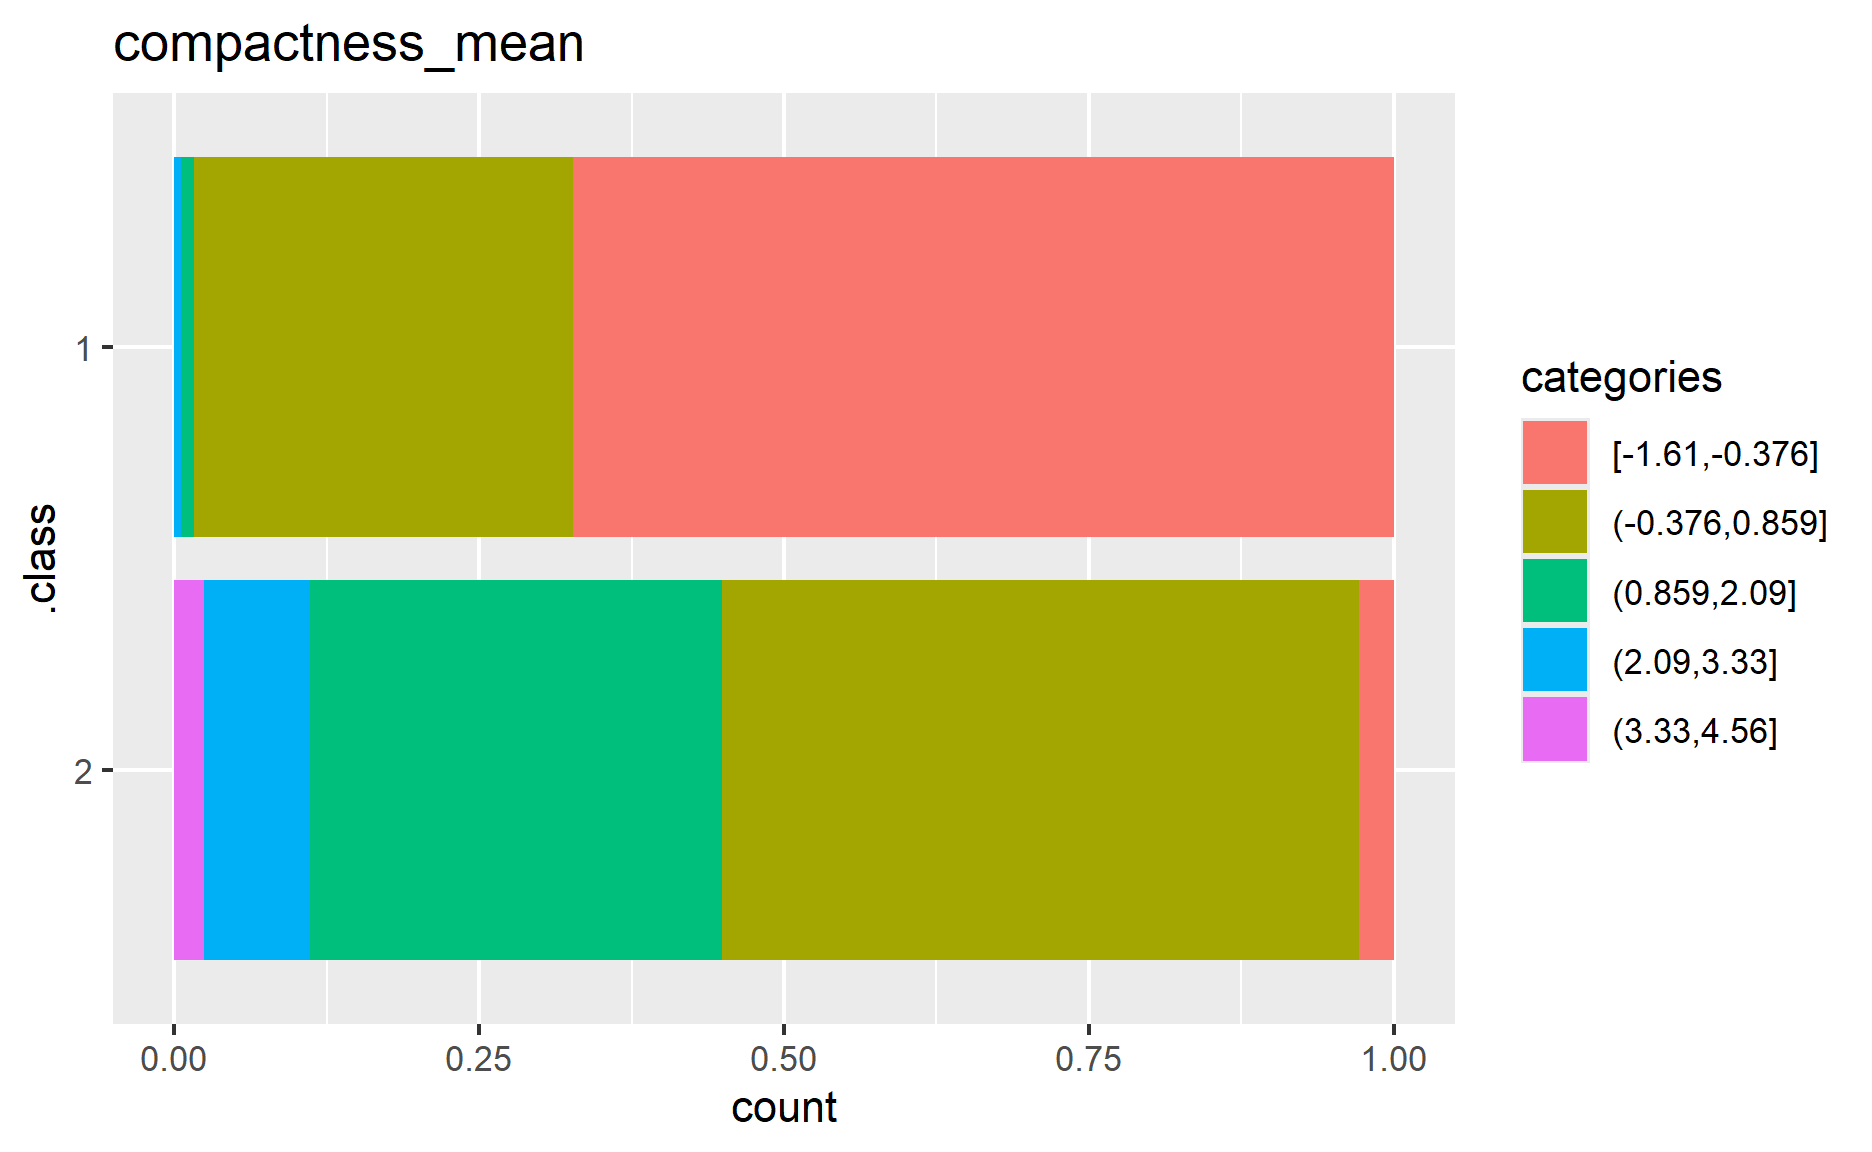 compactness_mean
.class
1
2
0.00 0.25 0.50 0.75 1.00
count
categories
[-1.61,-0.376]
(-0.376,0.859]
(0.859,2.09]
(2.09,3.33]
(3.33,4.56]